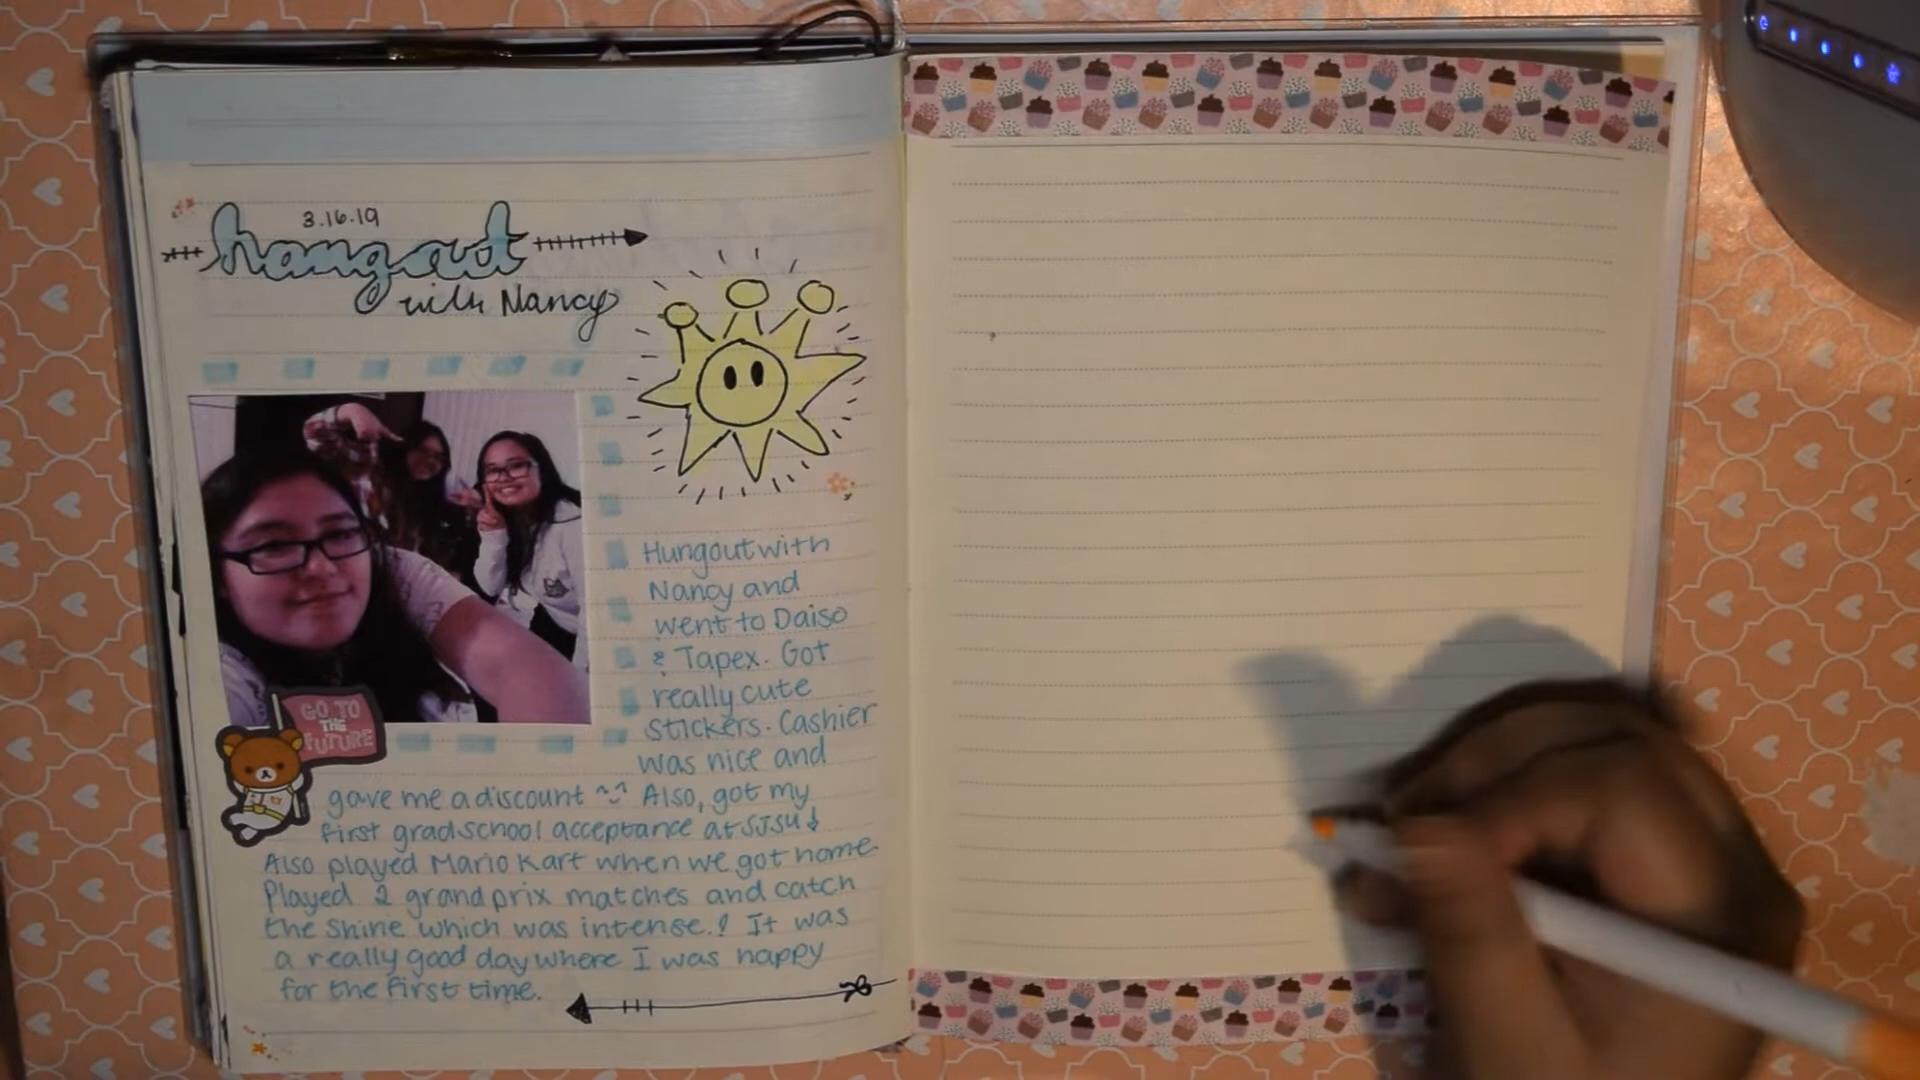 3.16.19
hangout
with Nancy
Hungout with
Nancy and
went to Daiso
& Tapex. Got
really cute
stickers. Cashier
was nice and
gave me a discount ^‿^ Also, got my
first grad school acceptance at SJSU!
Also played Mario Kart when we got home.
Played 2 grand prix matches and catch
the shine which was intense.! It was
a really good day where I was happy
for the first time.
GO TO
THE
FUTURE